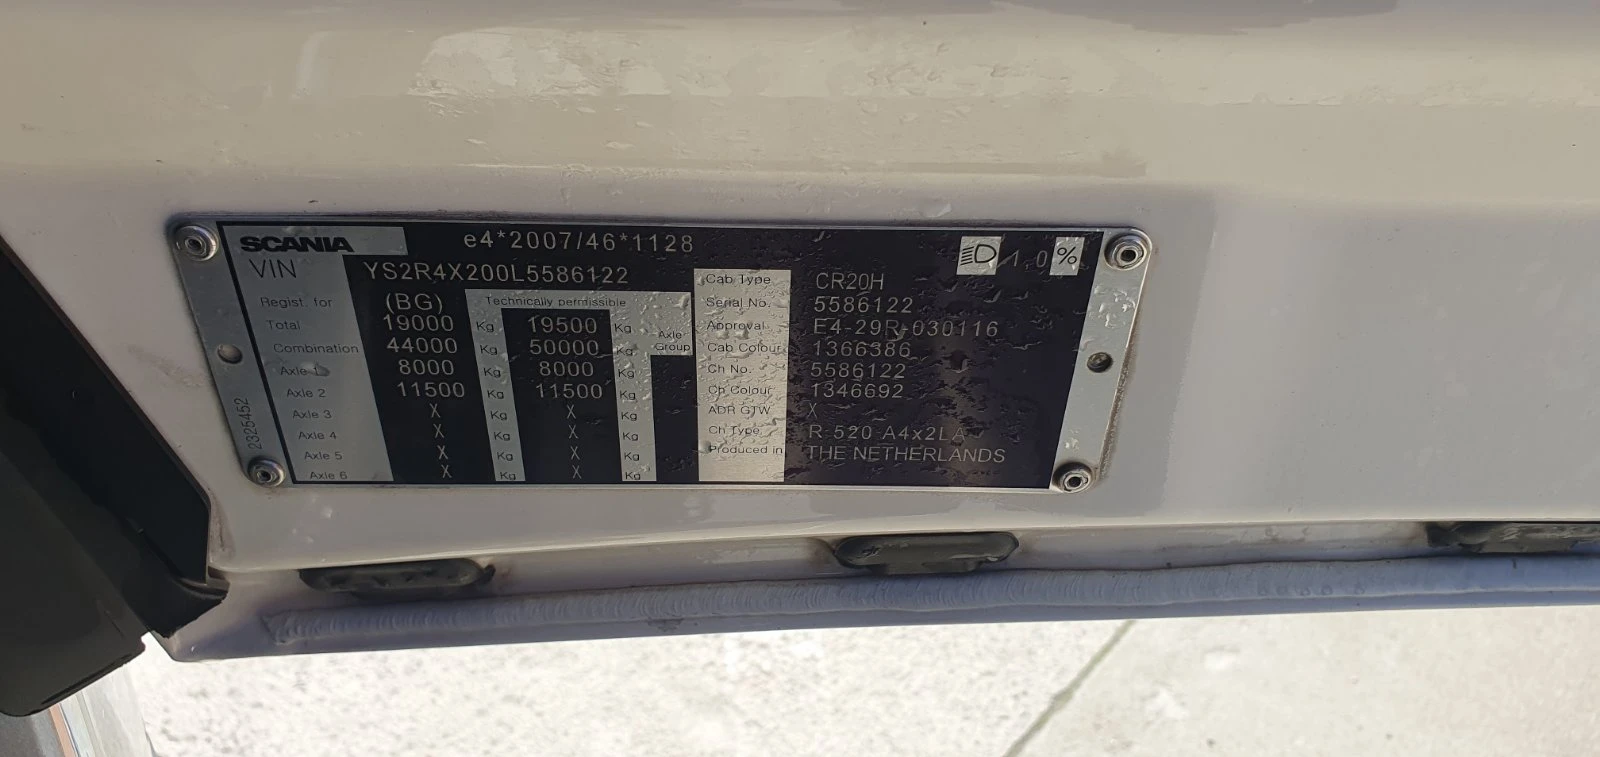 SCANIA e4*2007/46*1128 1,0 %
VIN YS2R4X200L5586122
Regist. for (BG) Technically permissible
Total 19000 Kg 19500 Kg
Combination 44000 Kg 50000 Kg
Axle 1 8000 Kg 8000 Kg
Axle 2 11500 Kg 11500 Kg
Axle 3 X Kg X Kg
Axle 4 X Kg X Kg
Axle 5 X Kg X Kg
Axle 6 X Kg X Kg
Axle
Group
Cab Type CR20H
Serial No. 5586122
Approval E4-29R-030116
Cab Colour 1366386
Ch No. 5586122
Ch Colour 1346692
ADR GTW X
Ch Type R 520 A4x2LA
Produced in THE NETHERLANDS
2325452